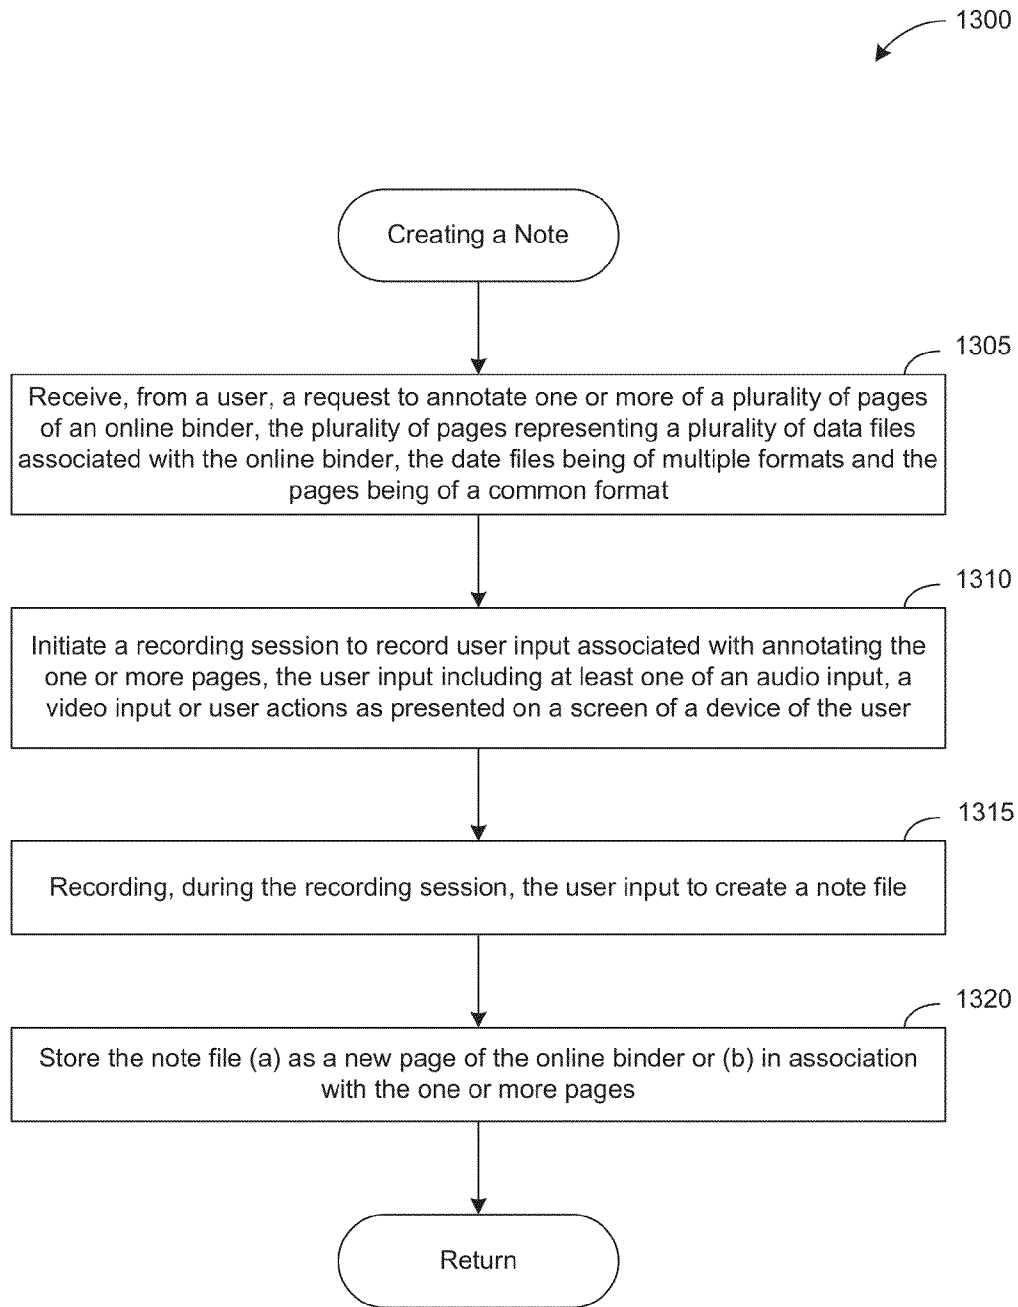 1300
Creating a Note
1305
Receive, from a user, a request to annotate one or more of a plurality of pages
of an online binder, the plurality of pages representing a plurality of data files
associated with the online binder, the date files being of multiple formats and the
pages being of a common format
1310
Initiate a recording session to record user input associated with annotating the
one or more pages, the user input including at least one of an audio input, a
video input or user actions as presented on a screen of a device of the user
1315
Recording, during the recording session, the user input to create a note file
1320
Store the note file (a) as a new page of the online binder or (b) in association
with the one or more pages
Return